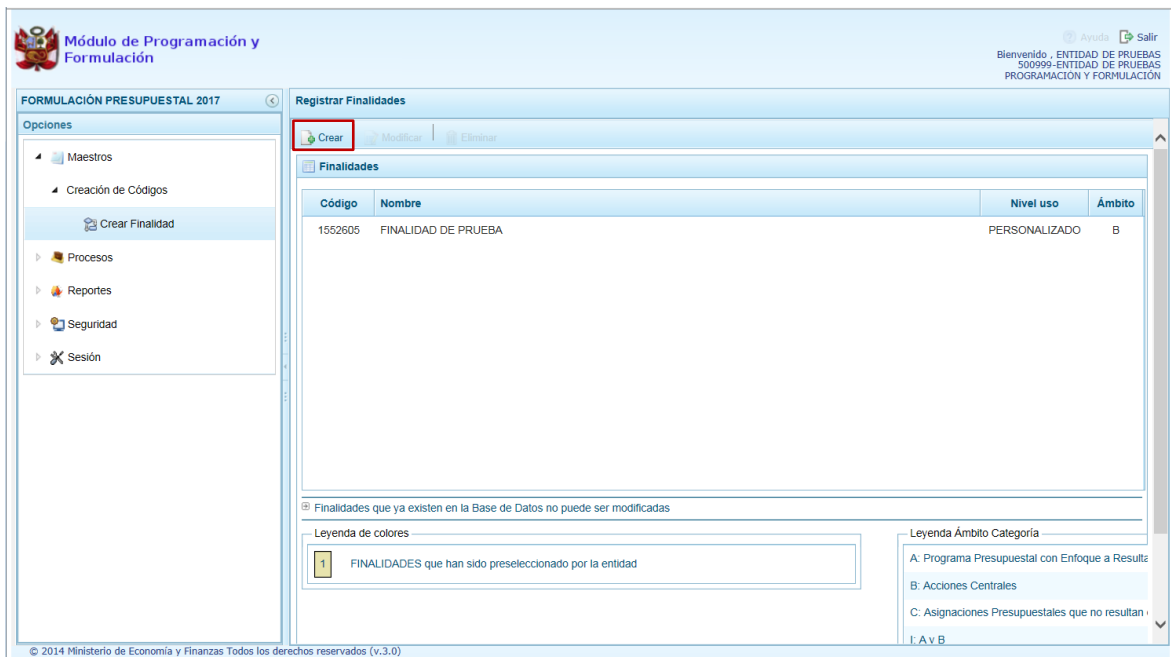 Módulo de Programación y
Formulación
Ayuda Salir
Bienvenido , ENTIDAD DE PRUEBAS
500999-ENTIDAD DE PRUEBAS
PROGRAMACIÓN Y FORMULACIÓN
FORMULACIÓN PRESUPUESTAL 2017
Opciones
Maestros
Creación de Códigos
Crear Finalidad
Procesos
Reportes
Seguridad
Sesión
Registrar Finalidades
Crear Modificar Eliminar
Finalidades
Código Nombre Nivel uso Ámbito
1552605 FINALIDAD DE PRUEBA PERSONALIZADO B
Finalidades que ya existen en la Base de Datos no puede ser modificadas
Leyenda de colores
1 FINALIDADES que han sido preseleccionado por la entidad
Leyenda Ámbito Categoría
A: Programa Presupuestal con Enfoque a Resulta
B: Acciones Centrales
C: Asignaciones Presupuestales que no resultan
I: A y B
© 2014 Ministerio de Economía y Finanzas Todos los derechos reservados (v.3.0)